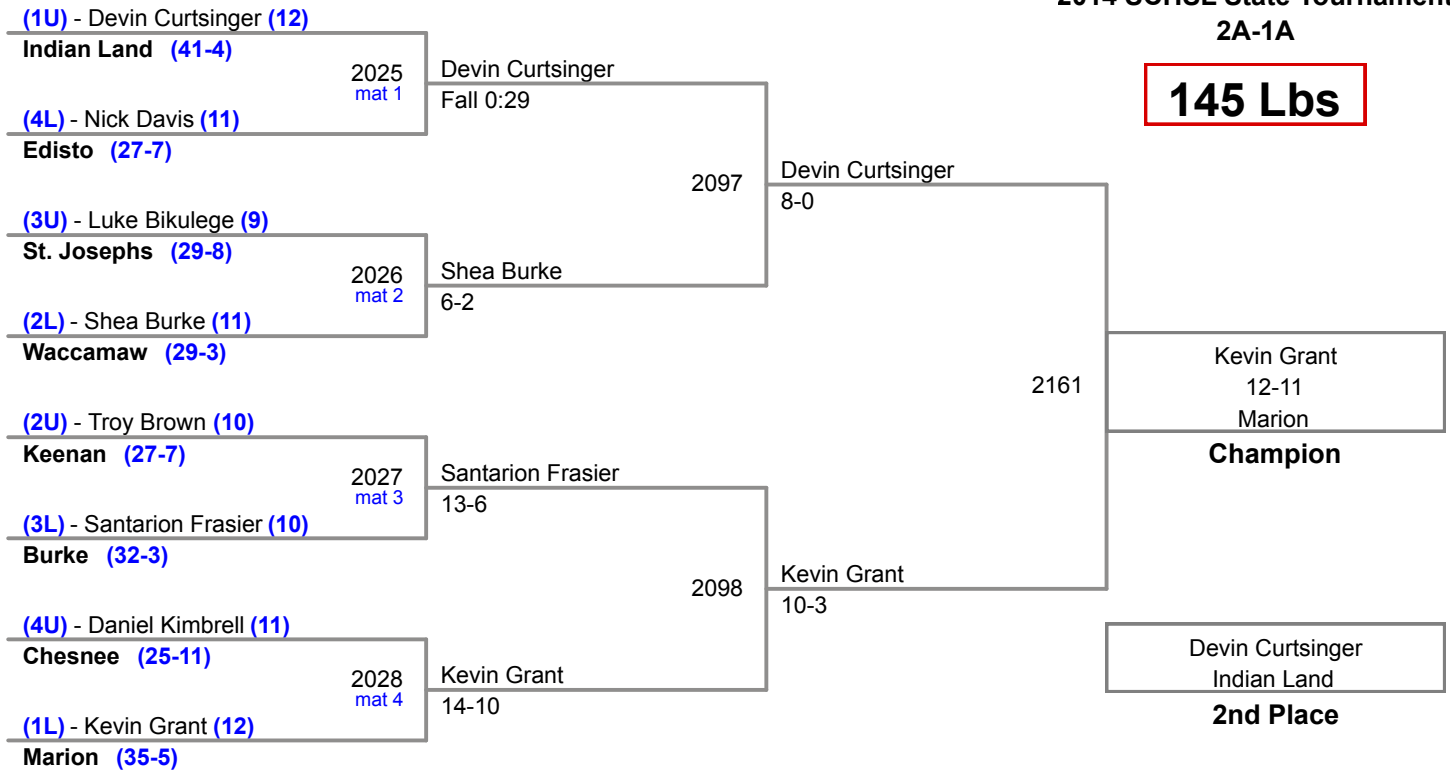 2014 SCHSL State Tournament
2A-1A
145 Lbs
(1U) - Devin Curtsinger (12)
Indian Land (41-4)
2025
mat 1
Devin Curtsinger
Fall 0:29
(4L) - Nick Davis (11)
Edisto (27-7)
2097
Devin Curtsinger
8-0
(3U) - Luke Bikulege (9)
St. Josephs (29-8)
2026
mat 2
Shea Burke
6-2
(2L) - Shea Burke (11)
Waccamaw (29-3)
2161
Kevin Grant
12-11
Marion
Champion
(2U) - Troy Brown (10)
Keenan (27-7)
2027
mat 3
Santarion Frasier
13-6
(3L) - Santarion Frasier (10)
Burke (32-3)
2098
Kevin Grant
10-3
(4U) - Daniel Kimbrell (11)
Chesnee (25-11)
2028
mat 4
Kevin Grant
14-10
(1L) - Kevin Grant (12)
Marion (35-5)
Devin Curtsinger
Indian Land
2nd Place